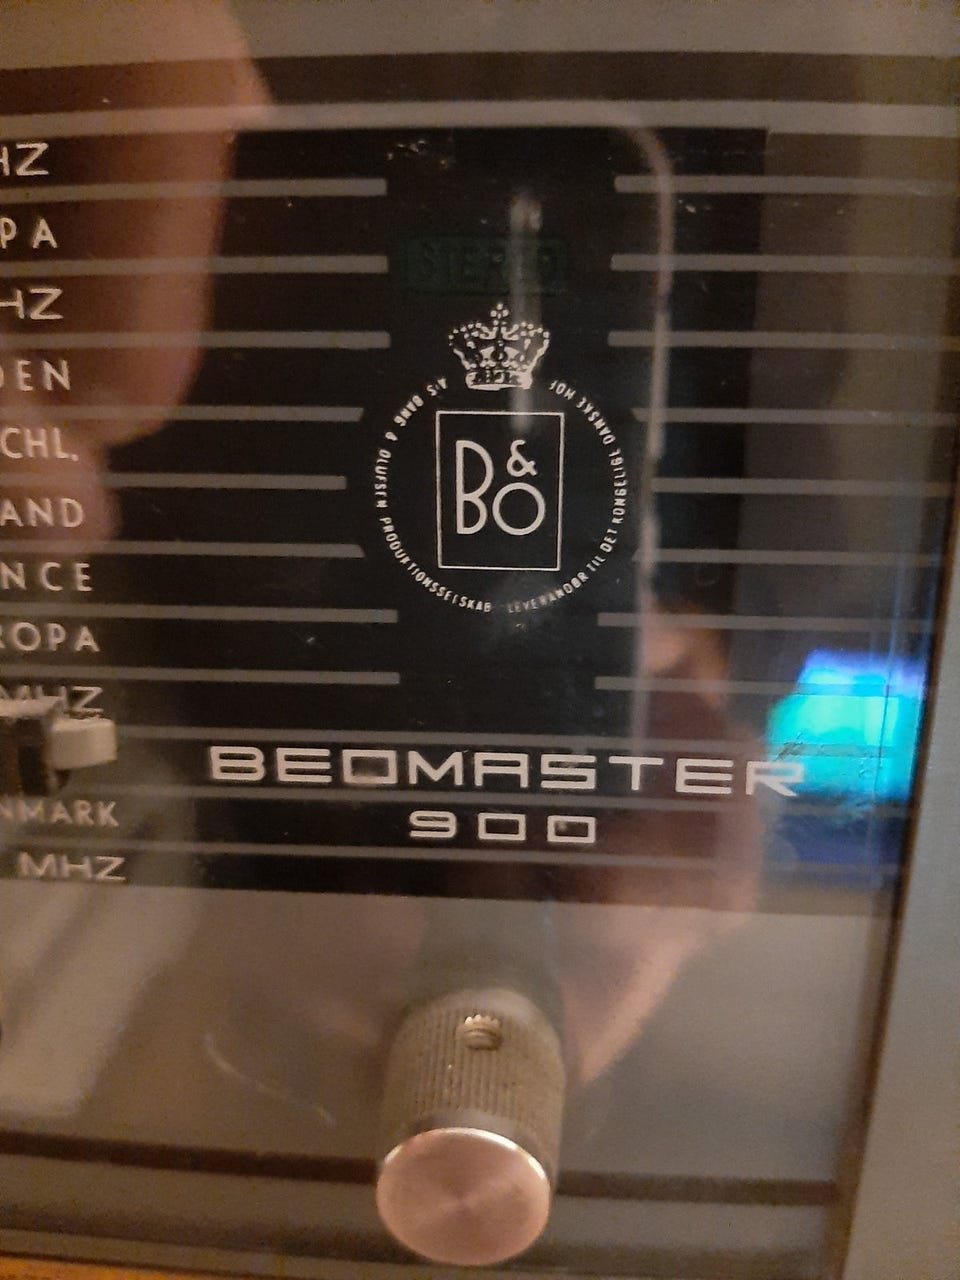 HZ
PA
HZ
DEN
CHL.
AND
NCE
ROPA
MHZ
NMARK
MHZ
STEREO
A/S BANG & OLUFSEN PRODUKTIONSSELSKAB · LEVERANDØR TIL DET KONGELIGE DANSKE HOF
B&O
BEOMASTER
900